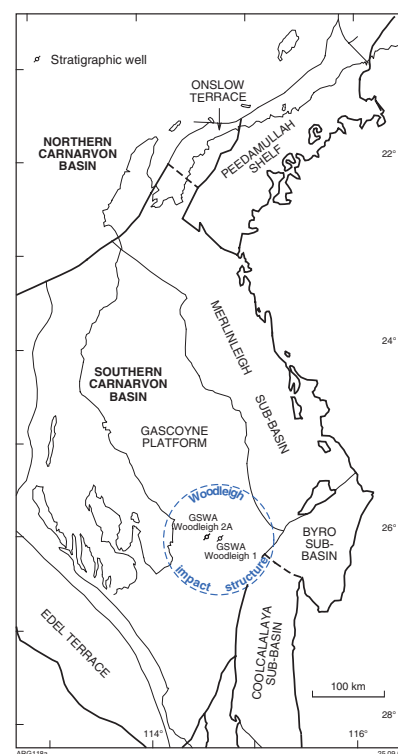 Stratigraphic well
ONSLOW
TERRACE
NORTHERN
CARNARVON
BASIN
PEEDAMULLAH
SHELF
22°
MERLINLEIGH
SUB-BASIN
24°
SOUTHERN
CARNARVON
BASIN
GASCOYNE
PLATFORM
Woodleigh
GSWA
Woodleigh 2A
GSWA
Woodleigh 1
impact structure
26°
BYRO
SUB-
BASIN
EDEL TERRACE
COOLCALALAYA
SUB-BASIN
100 km
28°
114°
116°